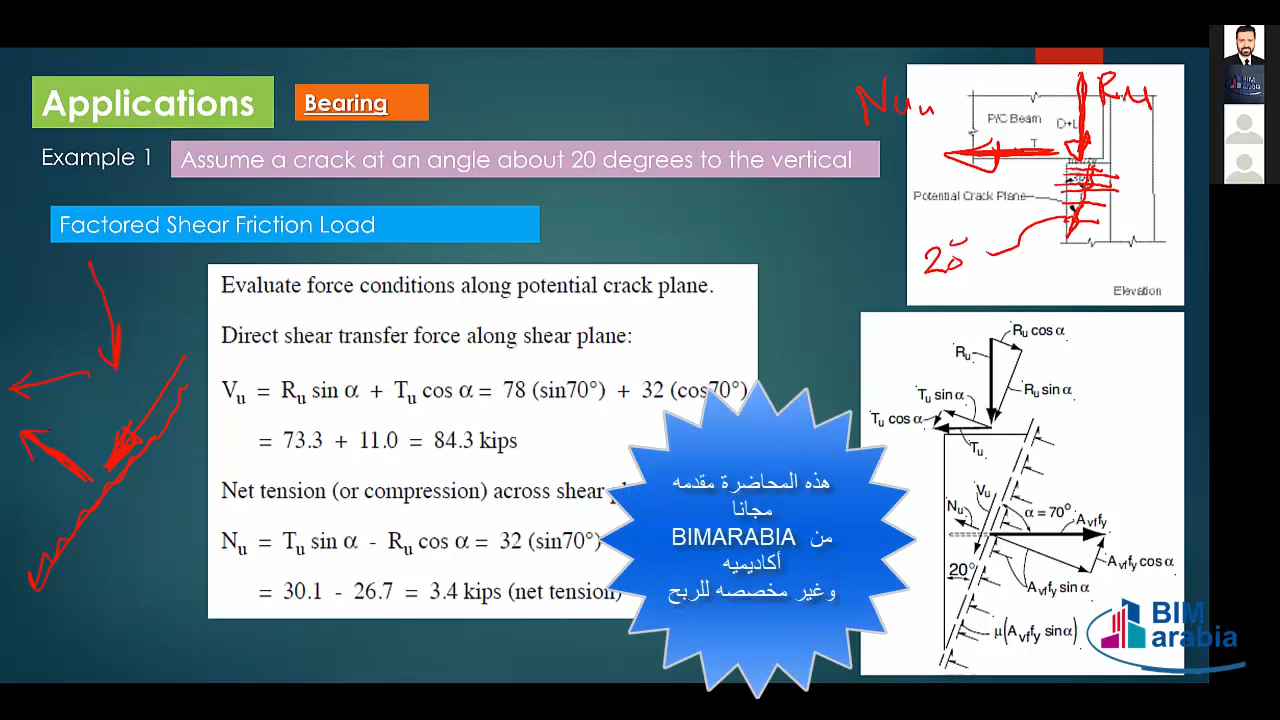 Applications
Bearing
Example 1
Assume a crack at an angle about 20 degrees to the vertical
Factored Shear Friction Load
Evaluate force conditions along potential crack plane.
Direct shear transfer force along shear plane:
Vu = Ru sin α + Tu cos α = 78 (sin70°) + 32 (cos70°)
= 73.3 + 11.0 = 84.3 kips
Net tension (or compression) across shear
Nu = Tu sin α - Ru cos α = 32 (sin70°)
= 30.1 - 26.7 = 3.4 kips (net tension)
هذه المحاضرة مقدمه
مجانا
من BIMARABIA
أكاديميه
وغير مخصصه للربح
Ru
P/C Beam
D+L
T
Potential Crack Plane
20°
Elevation
Ru cos α
Ru
Ru sin α
Tu sin α
Tu cos α
Tu
Vu
Nu
α = 70°
Avf fy
20°
Avf fy cos α
Avf fy sin α
μ(Avf fy sin α)
BIM
arabia
BIM
arabia